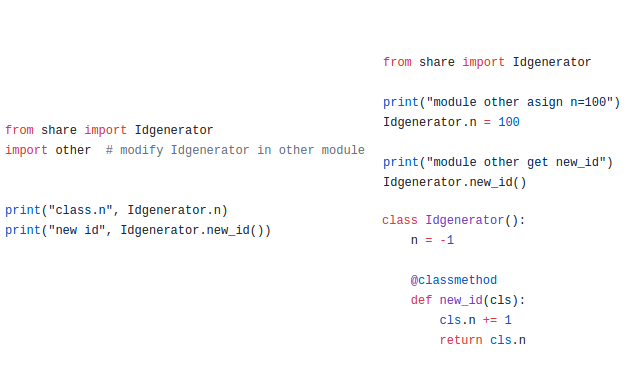 from share import Idgenerator
import other  # modify Idgenerator in other module
print("class.n", Idgenerator.n)
print("new id", Idgenerator.new_id())
from share import Idgenerator
print("module other asign n=100")
Idgenerator.n = 100
print("module other get new_id")
Idgenerator.new_id()
class Idgenerator():
    n = -1
    @classmethod
    def new_id(cls):
        cls.n += 1
        return cls.n